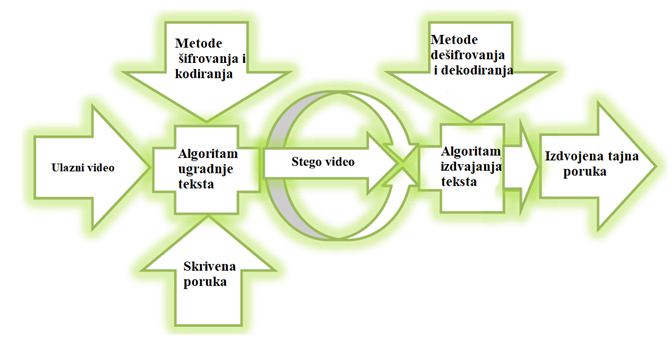 Metode
šifrovanja i
kodiranja
Metode
dešifrovanja
i dekodiranja
Ulazni video
Algoritam
ugradnje
teksta
Stego video
Algoritam
izdvajanja
teksta
Izdvojena tajna
poruka
Skrivena
poruka